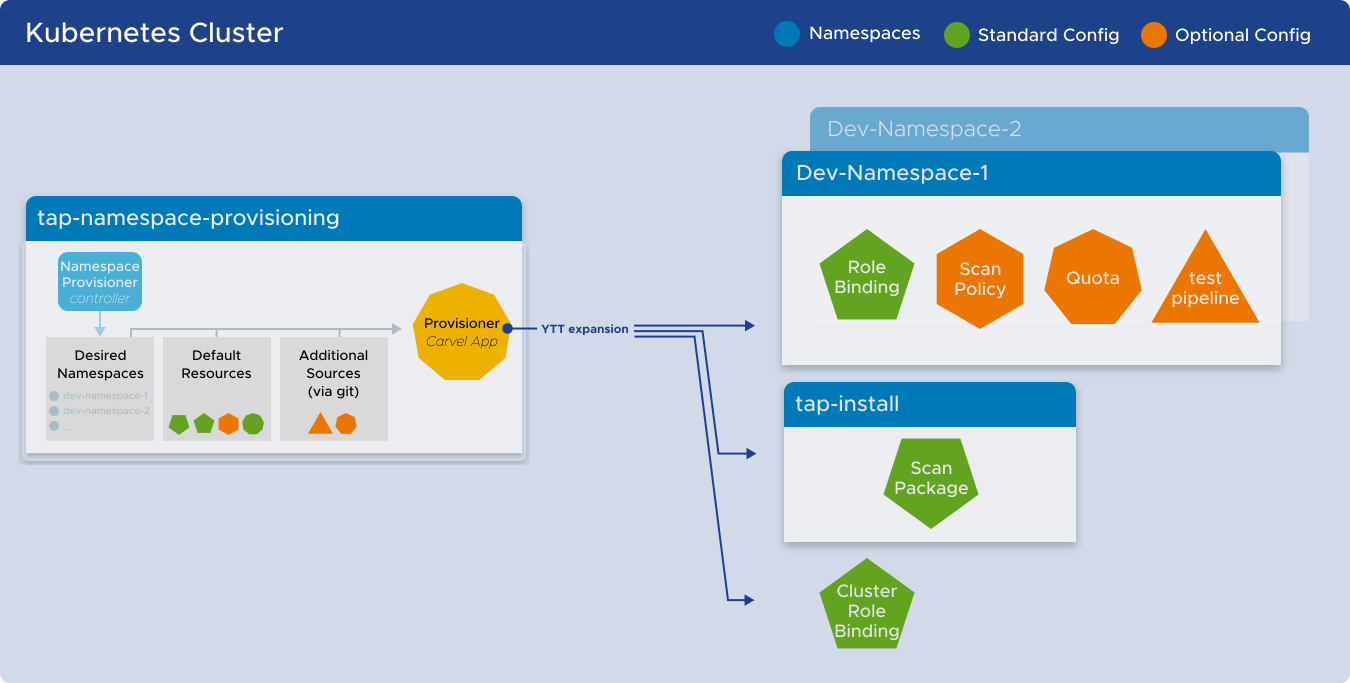 Kubernetes Cluster
Namespaces
Standard Config
Optional Config
Dev-Namespace-2
Dev-Namespace-1
Role
Binding
Scan
Policy
Quota
test
pipeline
tap-namespace-provisioning
Namespace
Provisioner
controller
Desired
Namespaces
dev-namespace-1
dev-namespace-2
...
Default
Resources
Additional
Sources
(via git)
Provisioner
Carvel App
YTT expansion
tap-install
Scan
Package
Cluster
Role
Binding